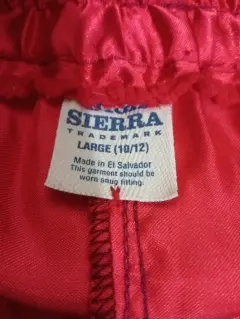 SIERRA
TRADEMARK
LARGE (10/12)
Made in El Salvador
This garment should be
worn snug fitting.